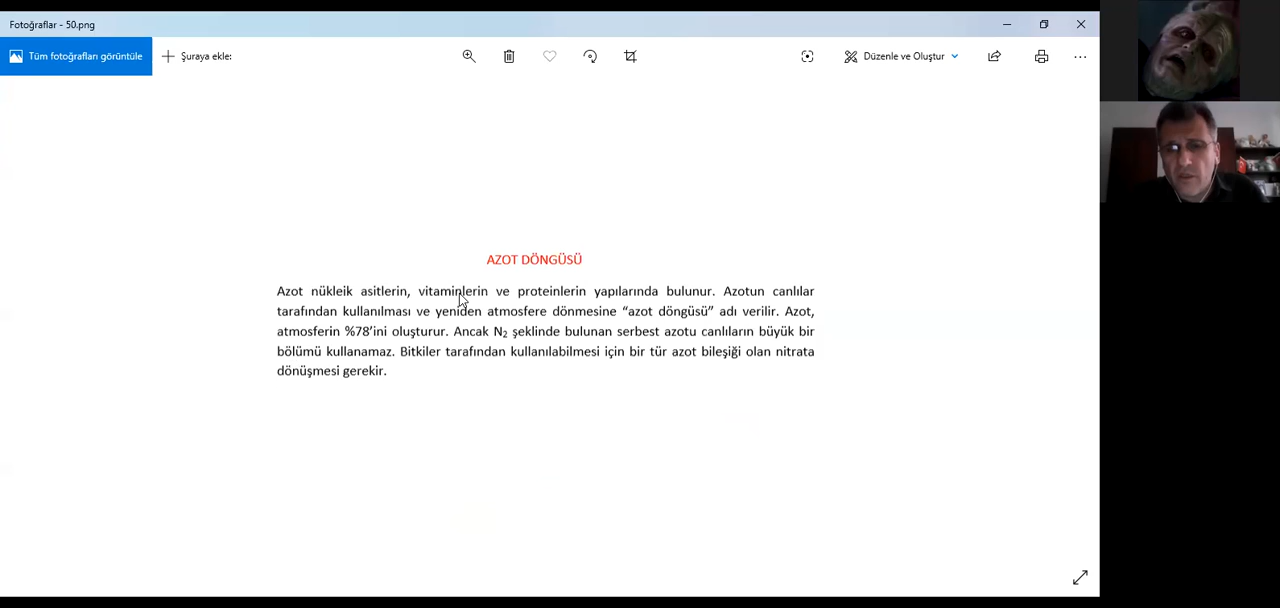 Fotoğraflar - 50.png
Tüm fotoğrafları görüntüle
Şuraya ekle:
Düzenle ve Oluştur
AZOT DÖNGÜSÜ
Azot nükleik asitlerin, vitaminlerin ve proteinlerin yapılarında bulunur. Azotun canlılar
tarafından kullanılması ve yeniden atmosfere dönmesine “azot döngüsü” adı verilir. Azot,
atmosferin %78’ini oluşturur. Ancak N₂ şeklinde bulunan serbest azotu canlıların büyük bir
bölümü kullanamaz. Bitkiler tarafından kullanılabilmesi için bir tür azot bileşiği olan nitrata
dönüşmesi gerekir.